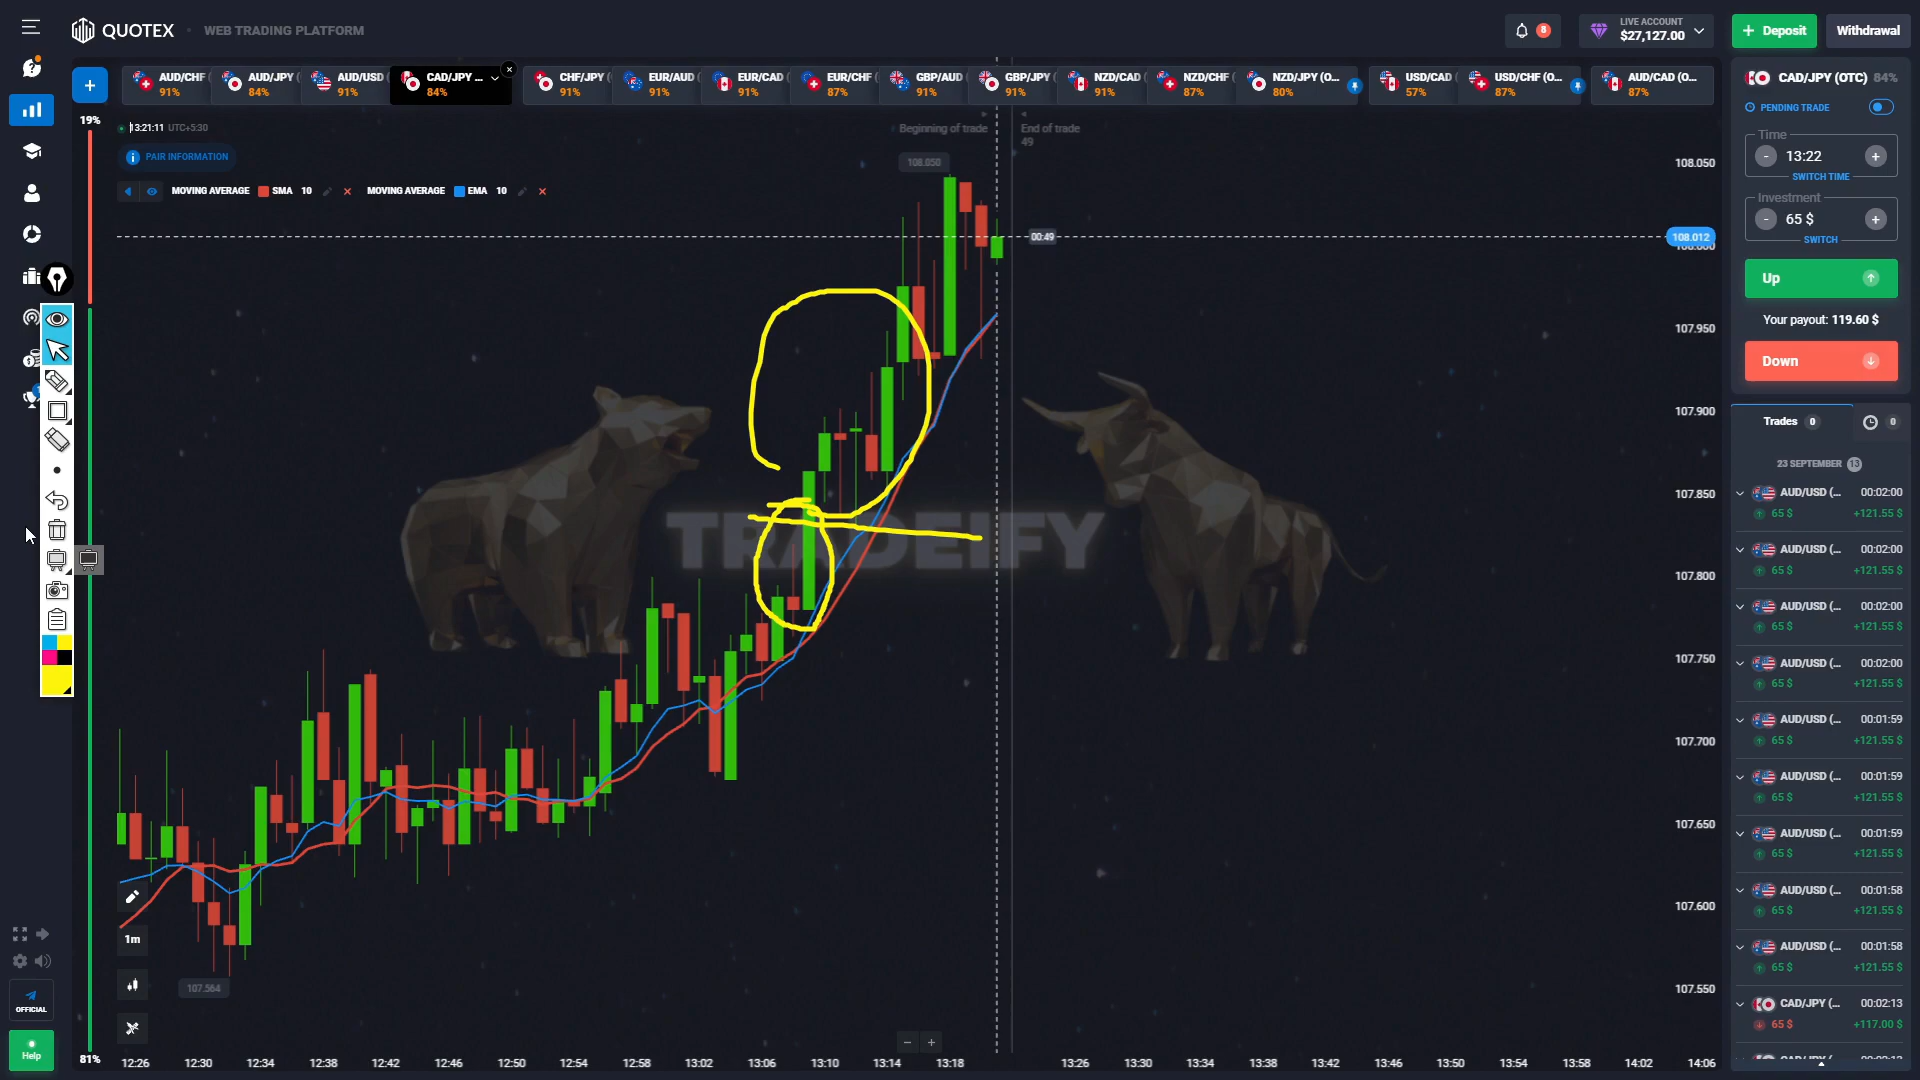 QUOTEX
WEB TRADING PLATFORM
8
LIVE ACCOUNT
$27,127.00
Deposit
Withdrawal
AUD/CHF (
91%
AUD/JPY (
84%
AUD/USD (
91%
CAD/JPY ...
84%
CHF/JPY (
91%
EUR/AUD (
91%
EUR/CAD (
91%
EUR/CHF (
87%
GBP/AUD (
91%
GBP/JPY (
91%
NZD/CAD (
91%
NZD/CHF (
87%
NZD/JPY (O...
80%
USD/CAD (
57%
USD/CHF (O...
87%
AUD/CAD (O...
87%
19%
13:21:11 UTC+5:30
PAIR INFORMATION
MOVING AVERAGE SMA 10
MOVING AVERAGE EMA 10
Beginning of trade
End of trade
49
108.050
00:49
108.012
108.050
107.950
107.900
107.850
107.800
107.750
107.700
107.650
107.600
107.550
TRADEIFY
107.564
1m
81%
12:26 12:30 12:34 12:38 12:42 12:46 12:50 12:54 12:58 13:02 13:06 13:10 13:14 13:18 13:26 13:30 13:34 13:38 13:42 13:46 13:50 13:54 13:58 14:02 14:06
OFFICIAL
Help
CAD/JPY (OTC) 84%
PENDING TRADE
Time
- 13:22 +
SWITCH TIME
Investment
- 65 $ +
SWITCH
Up
Your payout: 119.60 $
Down
Trades 0
0
23 SEPTEMBER 13
AUD/USD (... 00:02:00
65 $ +121.55 $
AUD/USD (... 00:02:00
65 $ +121.55 $
AUD/USD (... 00:02:00
65 $ +121.55 $
AUD/USD (... 00:02:00
65 $ +121.55 $
AUD/USD (... 00:01:59
65 $ +121.55 $
AUD/USD (... 00:01:59
65 $ +121.55 $
AUD/USD (... 00:01:59
65 $ +121.55 $
AUD/USD (... 00:01:58
65 $ +121.55 $
AUD/USD (... 00:01:58
65 $ +121.55 $
CAD/JPY (... 00:02:13
65 $ +117.00 $